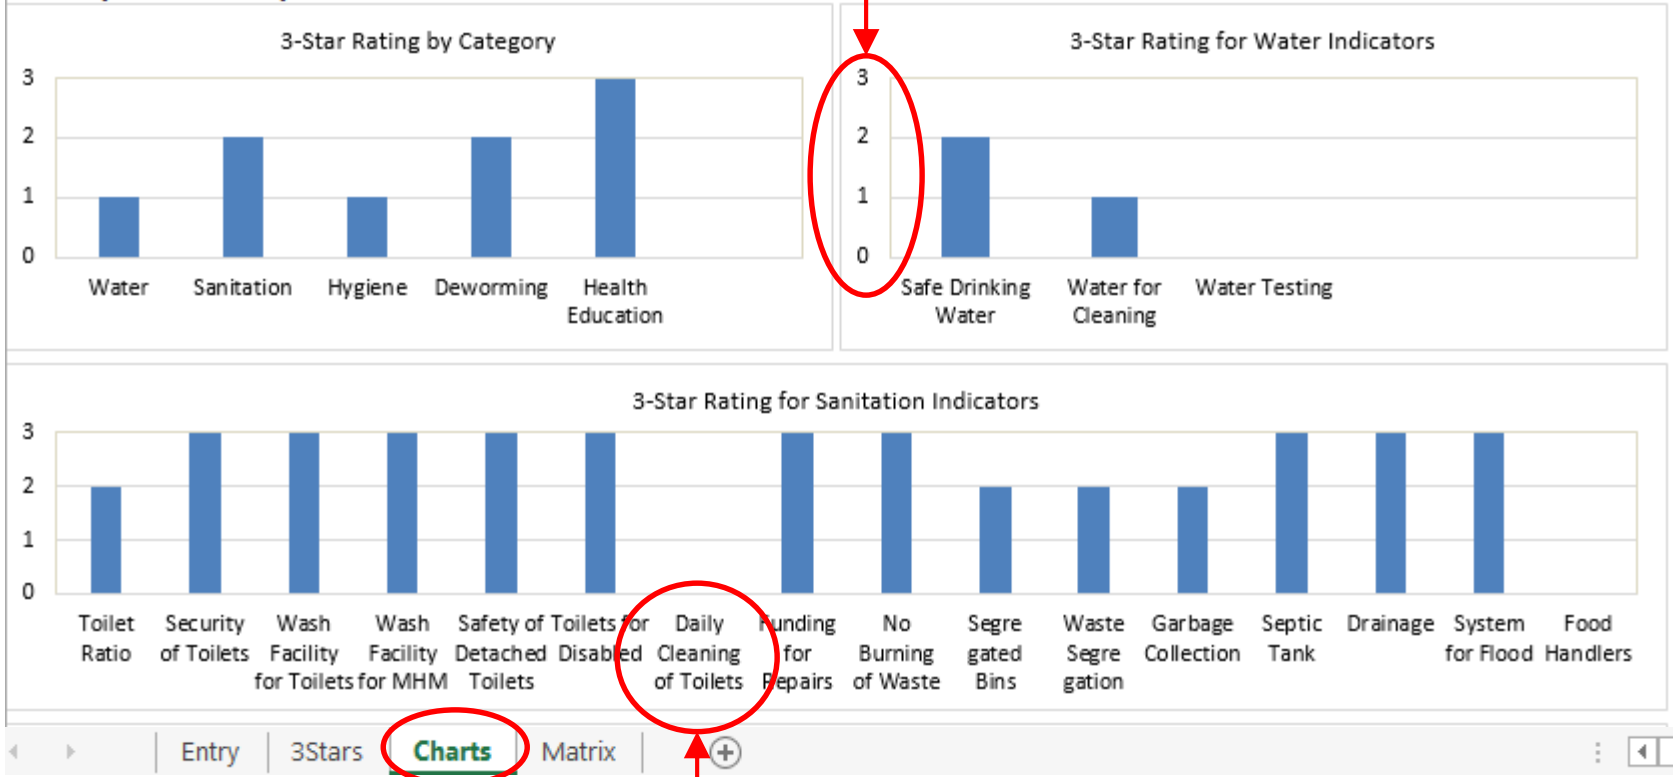 3-Star Rating by Category
3
2
1
0
Water Sanitation Hygiene Deworming Health
Education
3-Star Rating for Water Indicators
3
2
1
0
Safe Drinking Water for Water Testing
Water Cleaning
3-Star Rating for Sanitation Indicators
3
2
1
0
Toilet Security Wash Wash Safety of Toilets for Daily Funding No Segre Waste Garbage Septic Drainage System Food
Ratio of Toilets Facility Facility Detached Disabled Cleaning for Burning gated Segre Collection Tank for Flood Handlers
for Toilets for MHM Toilets of Toilets Repairs of Waste Bins gation
Entry 3Stars Charts Matrix